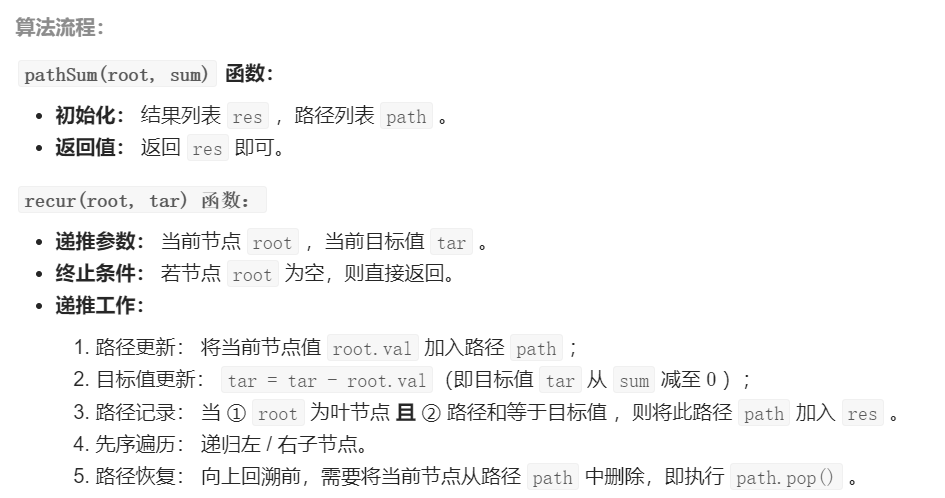 算法流程：
pathSum(root, sum) 函数：
• 初始化： 结果列表 res ，路径列表 path 。
• 返回值： 返回 res 即可。
recur(root, tar) 函数：
• 递推参数： 当前节点 root ，当前目标值 tar 。
• 终止条件： 若节点 root 为空，则直接返回。
• 递推工作：
1. 路径更新： 将当前节点值 root.val 加入路径 path ；
2. 目标值更新： tar = tar - root.val （即目标值 tar 从 sum 减至 0 ）；
3. 路径记录： 当 ① root 为叶节点 且 ② 路径和等于目标值 ，则将此路径 path 加入 res 。
4. 先序遍历： 递归左 / 右子节点。
5. 路径恢复： 向上回溯前，需要将当前节点从路径 path 中删除，即执行 path.pop() 。